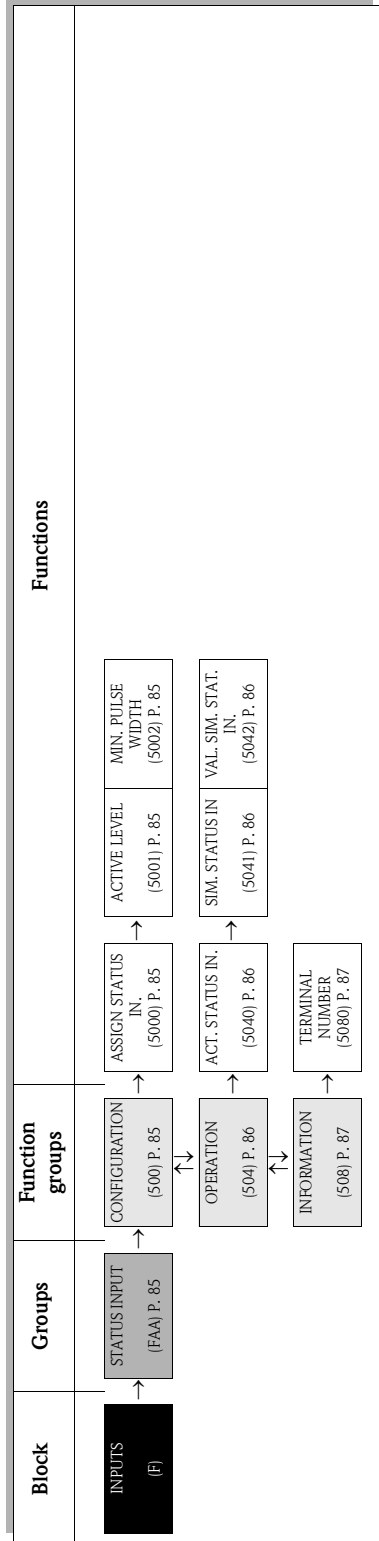 Block
Groups
Function
groups
Functions
INPUTS
(F)
STATUS INPUT
(FAA) P. 85
CONFIGURATION
(500) P. 85
ASSIGN STATUS
IN.
(5000) P. 85
ACTIVE LEVEL
(5001) P. 85
MIN. PULSE
WIDTH
(5002) P. 85
OPERATION
(504) P. 86
ACT. STATUS IN.
(5040) P. 86
SIM. STATUS IN
(5041) P. 86
VAL. SIM. STAT.
IN.
(5042) P. 86
INFORMATION
(508) P. 87
TERMINAL
NUMBER
(5080) P. 87